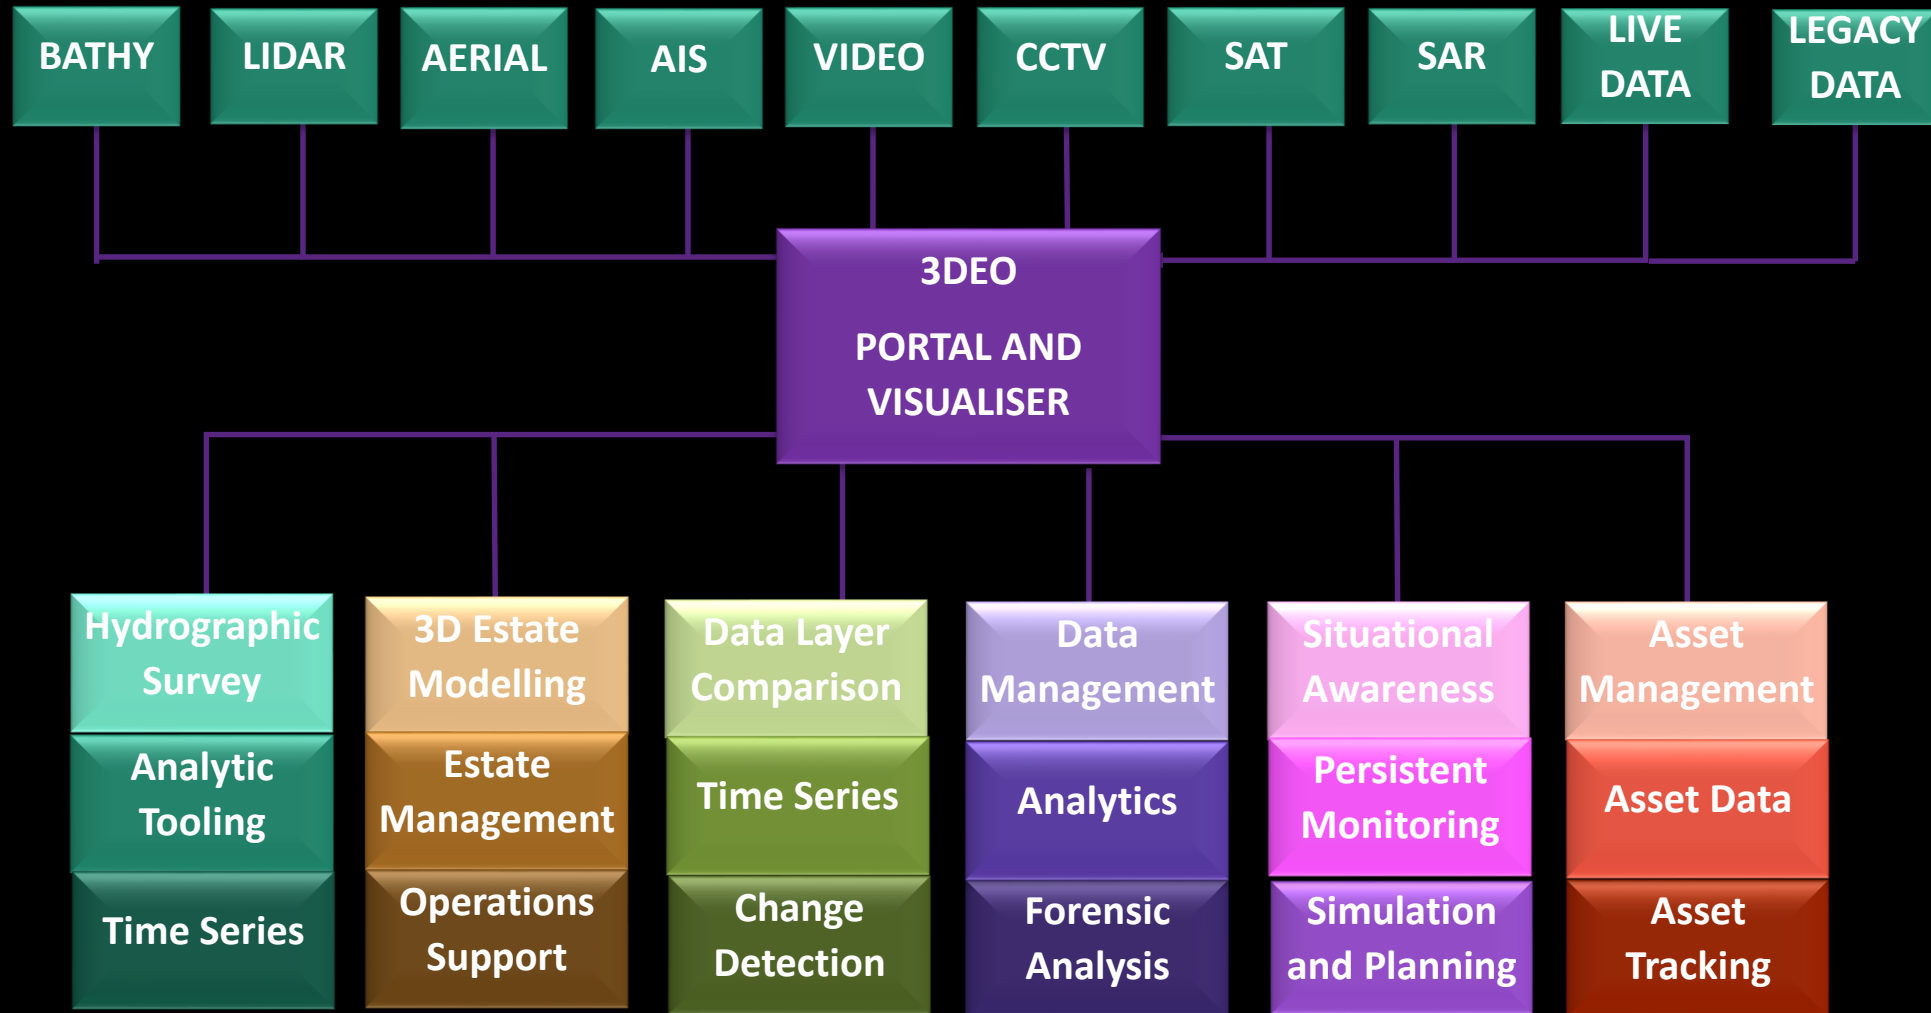 BATHY
LIDAR
AERIAL
AIS
VIDEO
CCTV
SAT
SAR
LIVE
DATA
LEGACY
DATA
3DEO
PORTAL AND
VISUALISER
Hydrographic
Survey
Analytic
Tooling
Time Series
3D Estate
Modelling
Estate
Management
Operations
Support
Data Layer
Comparison
Time Series
Change
Detection
Data
Management
Analytics
Forensic
Analysis
Situational
Awareness
Persistent
Monitoring
Simulation
and Planning
Asset
Management
Asset Data
Asset
Tracking